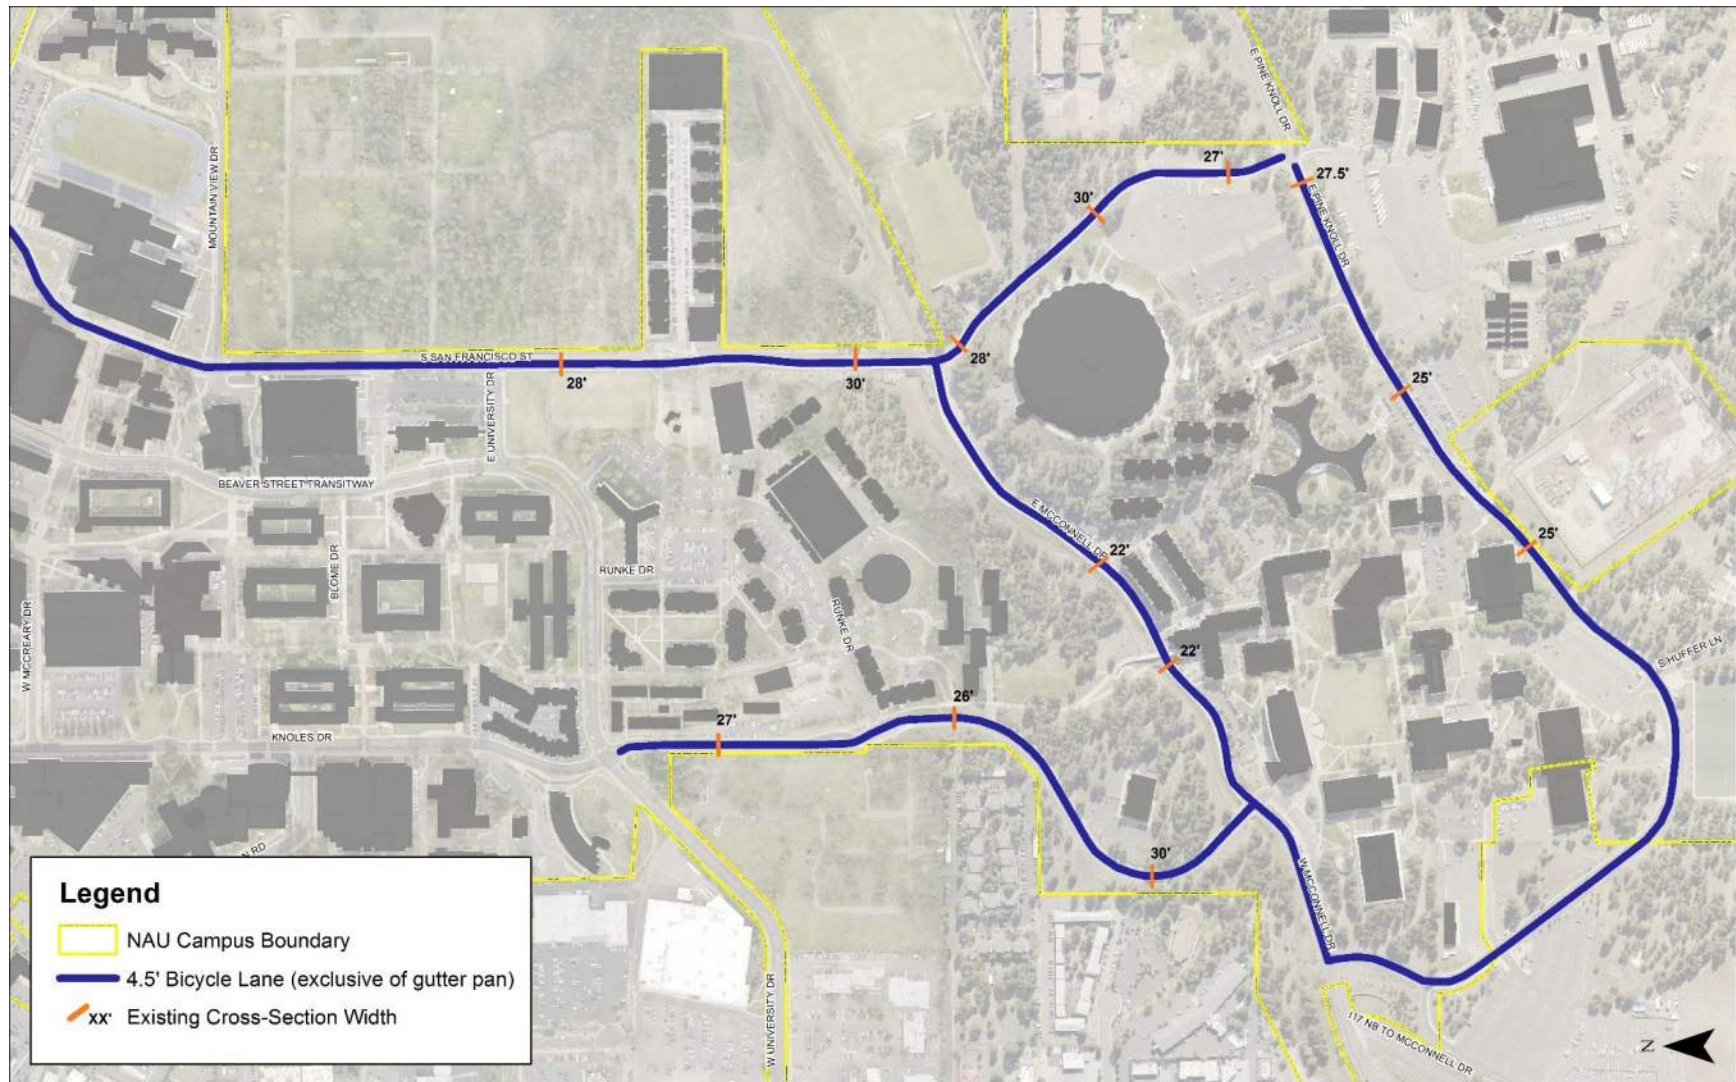 E PINE KNOLL DR
MOUNTAIN VIEW DR
27'
27.5'
30'
E PINE KNOLL DR
S SAN FRANCISCO ST
28'
30'
28'
E UNIVERSITY DR
25'
BEAVER STREET TRANSITWAY
E MCCONNELL DR
22'
25'
BLOME DR
RUNKE DR
W MCCREARY DR
RUNKE DR
22'
S HUFFER LN
26'
27'
KNOLES DR
30'
W MCCONNELL DR
N RD
W UNIVERSITY DR
I17 NB TO MCCONNELL DR
Legend
NAU Campus Boundary
4.5' Bicycle Lane (exclusive of gutter pan)
XX' Existing Cross-Section Width
N